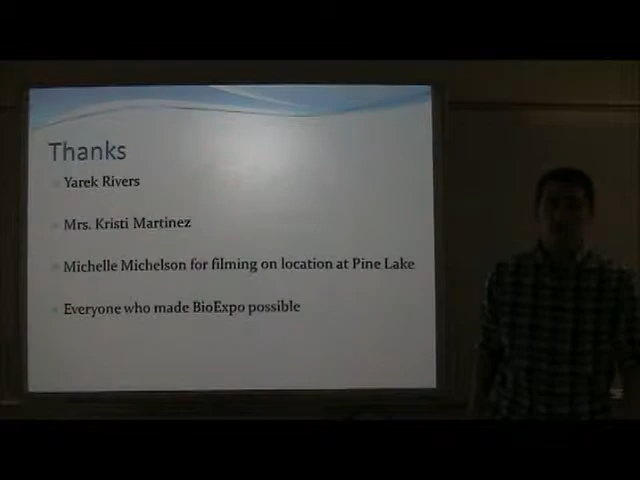 Thanks
Yarek Rivers
Mrs. Kristi Martinez
Michelle Michelson for filming on location at Pine Lake
Everyone who made BioExpo possible